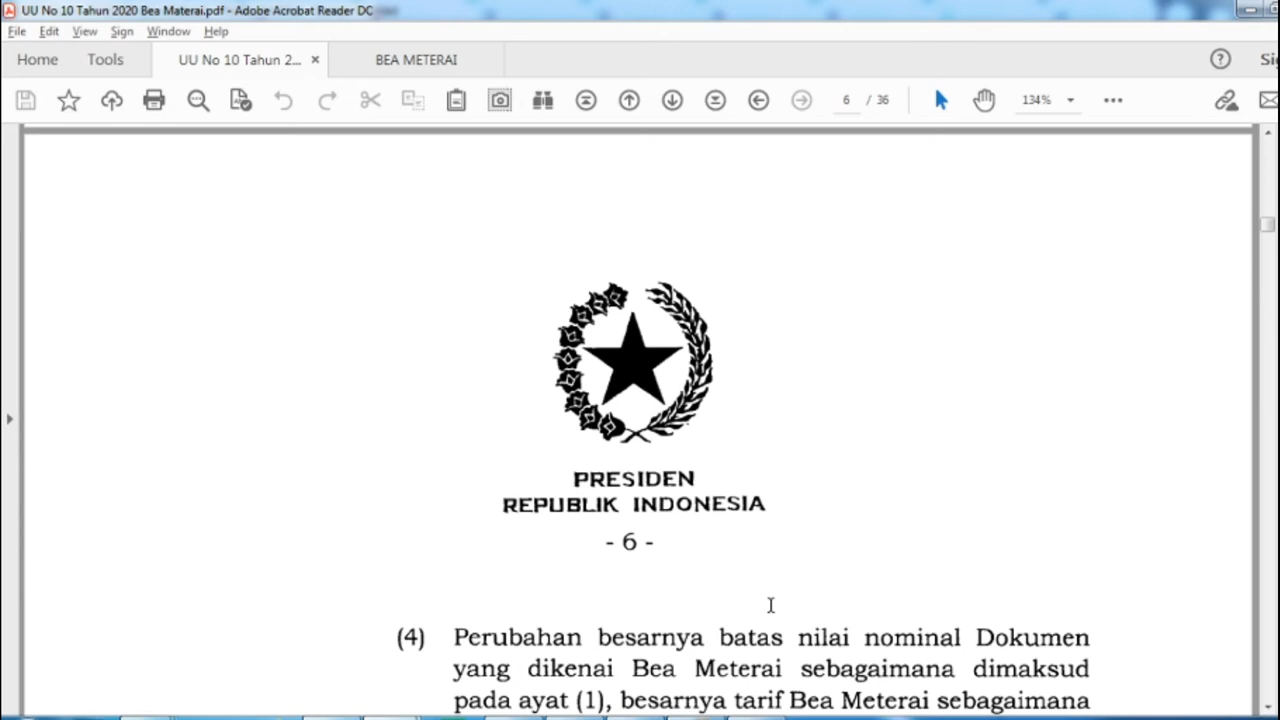 UU No 10 Tahun 2020 Bea Materai.pdf - Adobe Acrobat Reader DC
File Edit View Sign Window Help
Home Tools UU No 10 Tahun 2... × BEA METERAI
6 / 36 134%
PRESIDEN
REPUBLIK INDONESIA
- 6 -
(4) Perubahan besarnya batas nilai nominal Dokumen
yang dikenai Bea Meterai sebagaimana dimaksud
pada ayat (1), besarnya tarif Bea Meterai sebagaimana